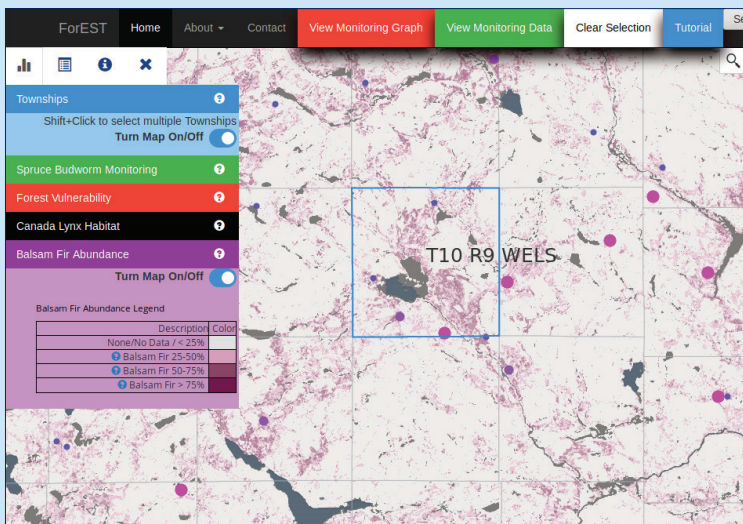 ForEST Home About Contact View Monitoring Graph View Monitoring Data Clear Selection Tutorial
Townships
Shift+Click to select multiple Townships
Turn Map On/Off
Spruce Budworm Monitoring
Forest Vulnerability
Canada Lynx Habitat
Balsam Fir Abundance
Turn Map On/Off
Balsam Fir Abundance Legend
Description Color
None/No Data / < 25%
Balsam Fir 25-50%
Balsam Fir 50-75%
Balsam Fir > 75%
T10 R9 WELS